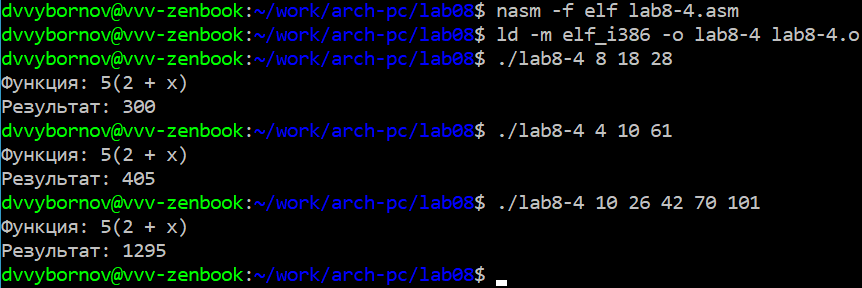 dvvybornov@vvv-zenbook:~/work/arch-pc/lab08$ nasm -f elf lab8-4.asm
dvvybornov@vvv-zenbook:~/work/arch-pc/lab08$ ld -m elf_i386 -o lab8-4 lab8-4.o
dvvybornov@vvv-zenbook:~/work/arch-pc/lab08$ ./lab8-4 8 18 28
Функция: 5(2 + x)
Результат: 300
dvvybornov@vvv-zenbook:~/work/arch-pc/lab08$ ./lab8-4 4 10 61
Функция: 5(2 + x)
Результат: 405
dvvybornov@vvv-zenbook:~/work/arch-pc/lab08$ ./lab8-4 10 26 42 70 101
Функция: 5(2 + x)
Результат: 1295
dvvybornov@vvv-zenbook:~/work/arch-pc/lab08$